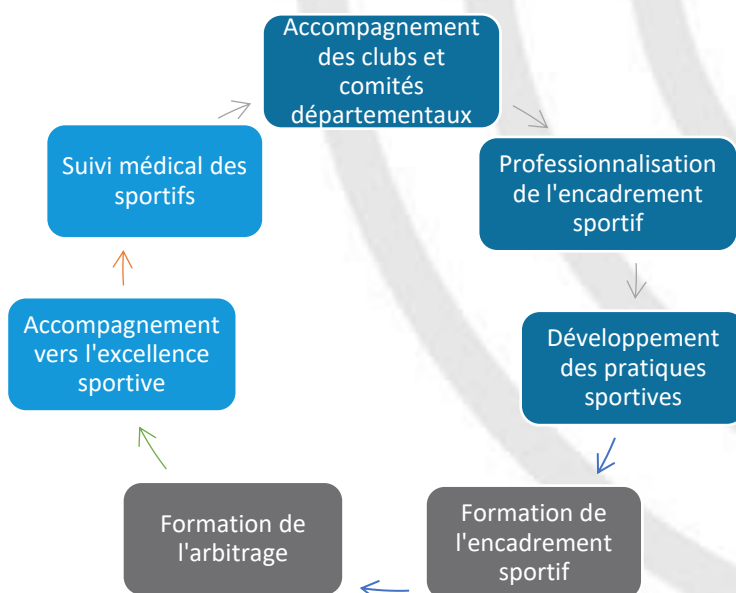 Accompagnement
des clubs et
comités
départementaux
Professionnalisation
de l'encadrement
sportif
Développement
des pratiques
sportives
Formation de
l'encadrement
sportif
Formation de
l'arbitrage
Accompagnement
vers l'excellence
sportive
Suivi médical des
sportifs